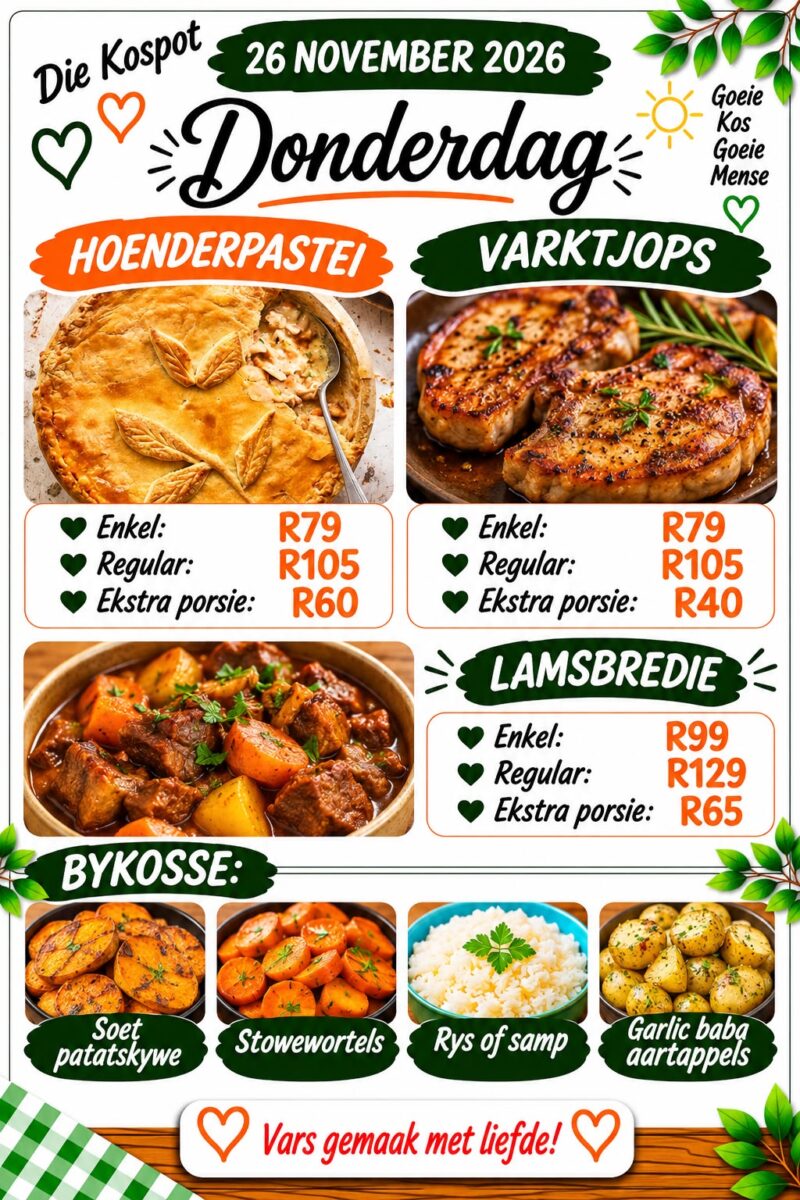 Die Kospot
26 NOVEMBER 2026
Donderdag
Goeie
Kos
Goeie
Mense
HOENDERPASTEI
Enkel: R79
Regular: R105
Ekstra porsie: R60
VARKTJOPS
Enkel: R79
Regular: R105
Ekstra porsie: R40
LAMSBREDIE
Enkel: R99
Regular: R129
Ekstra porsie: R65
BYKOSSE:
Soet
patatskywe
Stowewortels
Rys of samp
Garlic baba
aartappels
Vars gemaak met liefde!